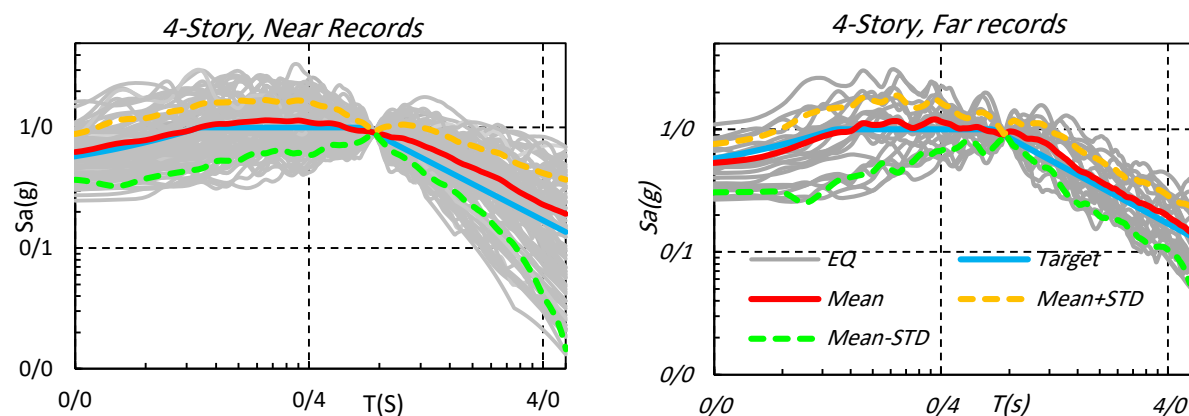 4-Story, Near Records
Sa(g)
1/0
0/1
0/0
0/0
0/4
T(S)
4/0
4-Story, Far records
Sa(g)
1/0
0/1
0/0
EQ
Target
Mean
Mean+STD
Mean-STD
0/0
0/4
T(s)
4/0